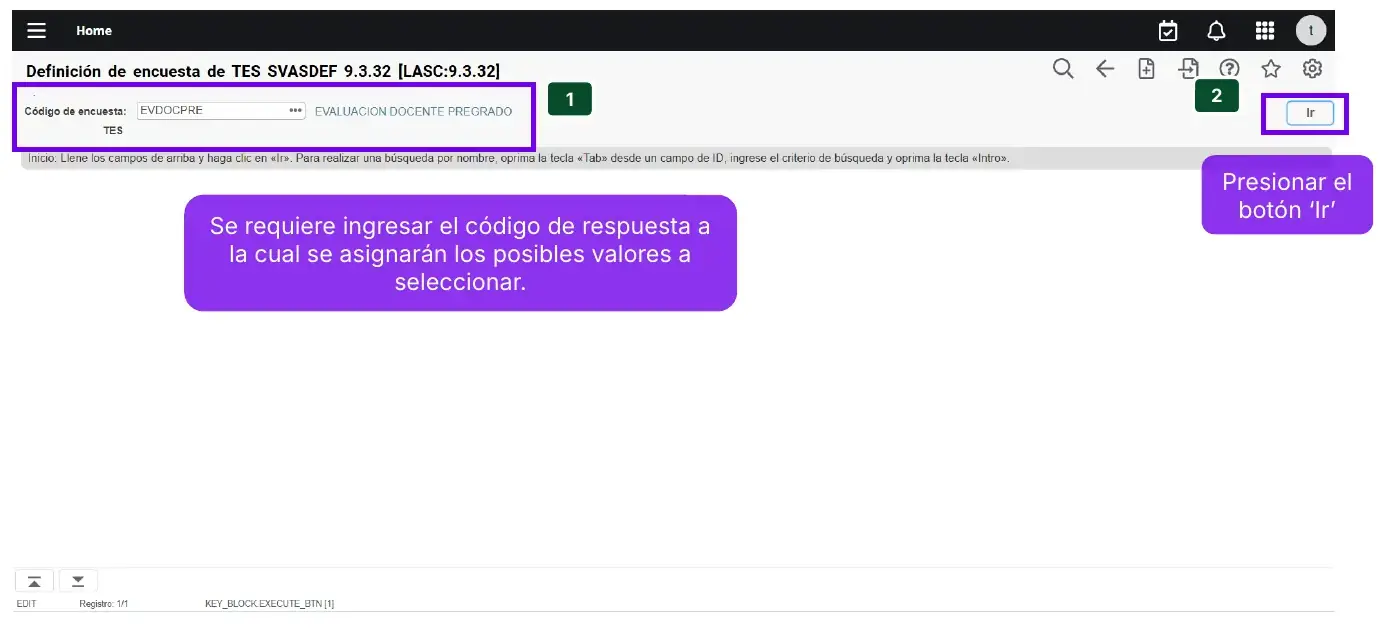 Home
t
Definición de encuesta de TES SVASDEF 9.3.32 [LASC:9.3.32]
Código de encuesta: EVDOCPRE ••• EVALUACION DOCENTE PREGRADO
TES
1
2
Ir
Inicio: Llene los campos de arriba y haga clic en «Ir». Para realizar una búsqueda por nombre, oprima la tecla «Tab» desde un campo de ID, ingrese el criterio de búsqueda y oprima la tecla «Intro».
Presionar el
botón ‘Ir’
Se requiere ingresar el código de respuesta a
la cual se asignarán los posibles valores a
seleccionar.
EDIT Registro: 1/1 KEY_BLOCK.EXECUTE_BTN [1]